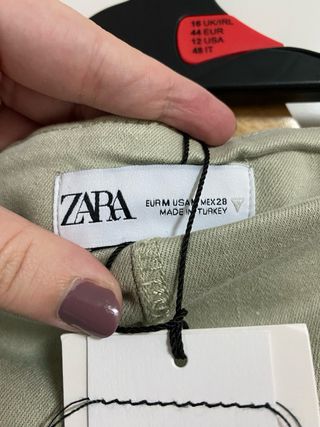 16 UK/IRL
44 EUR
12 USA
48 IT
ZARA
EUR M USA M MEX 28
MADE IN TURKEY